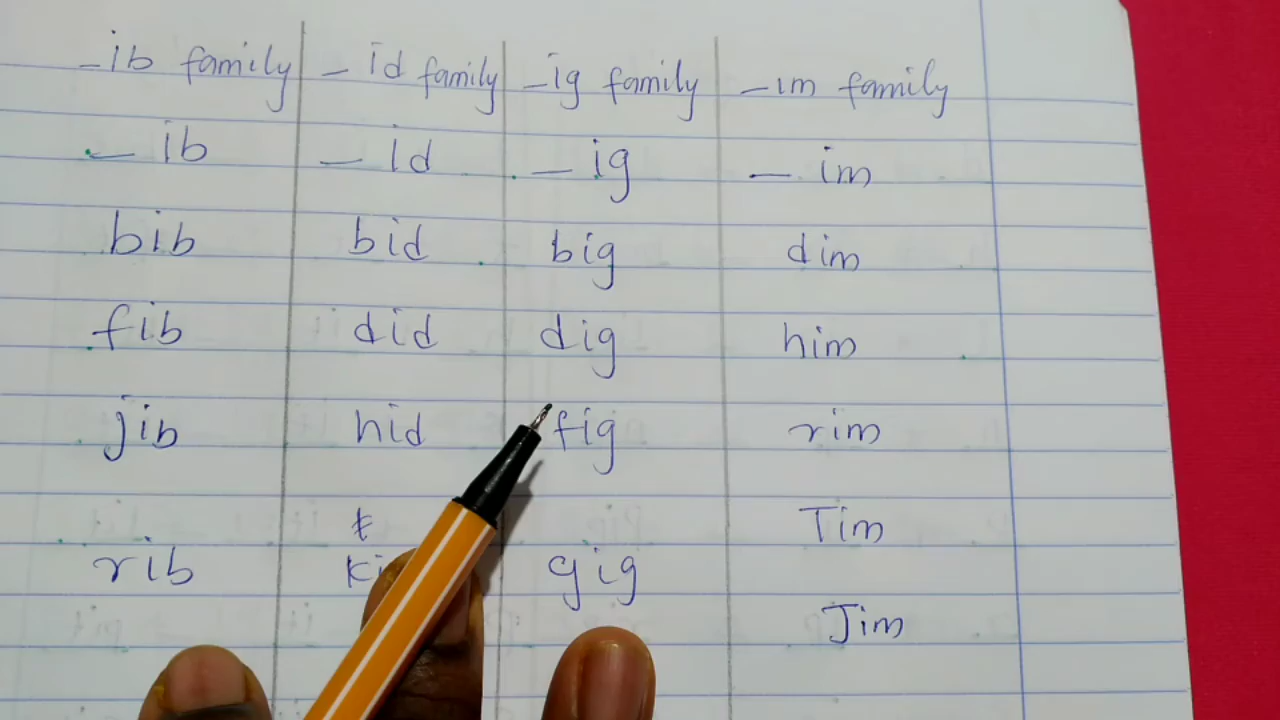 -ib family -id family -ig family -im family
- ib - id - ig - im
bib bid big dim
fib did dig him
jib hid fig rim
Tim
rib gig
Jim